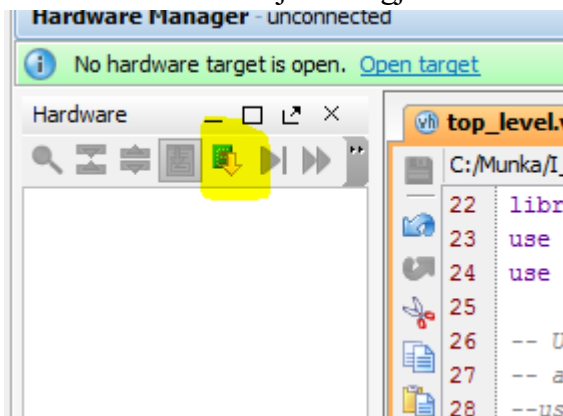 Hardware Manager - unconnected
No hardware target is open. Open target
Hardware
top_level.
C:/Munka/I_
22 libr
23 use
24 use
25
26 -- U
27 -- a
28 --us